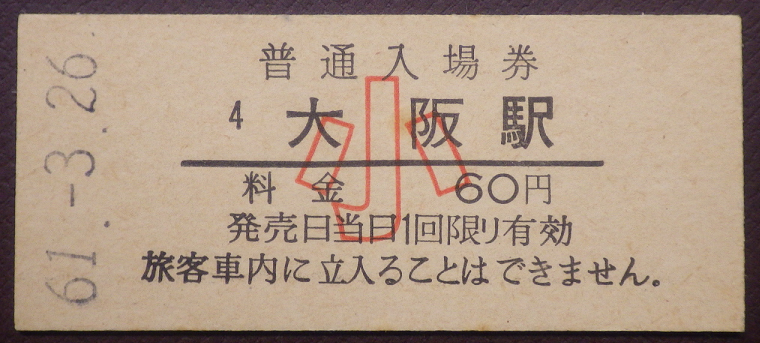 61.-3.26
普通入場券
4 大阪駅
小
料金 60円
発売日当日1回限り有効
旅客車内に立入ることはできません。